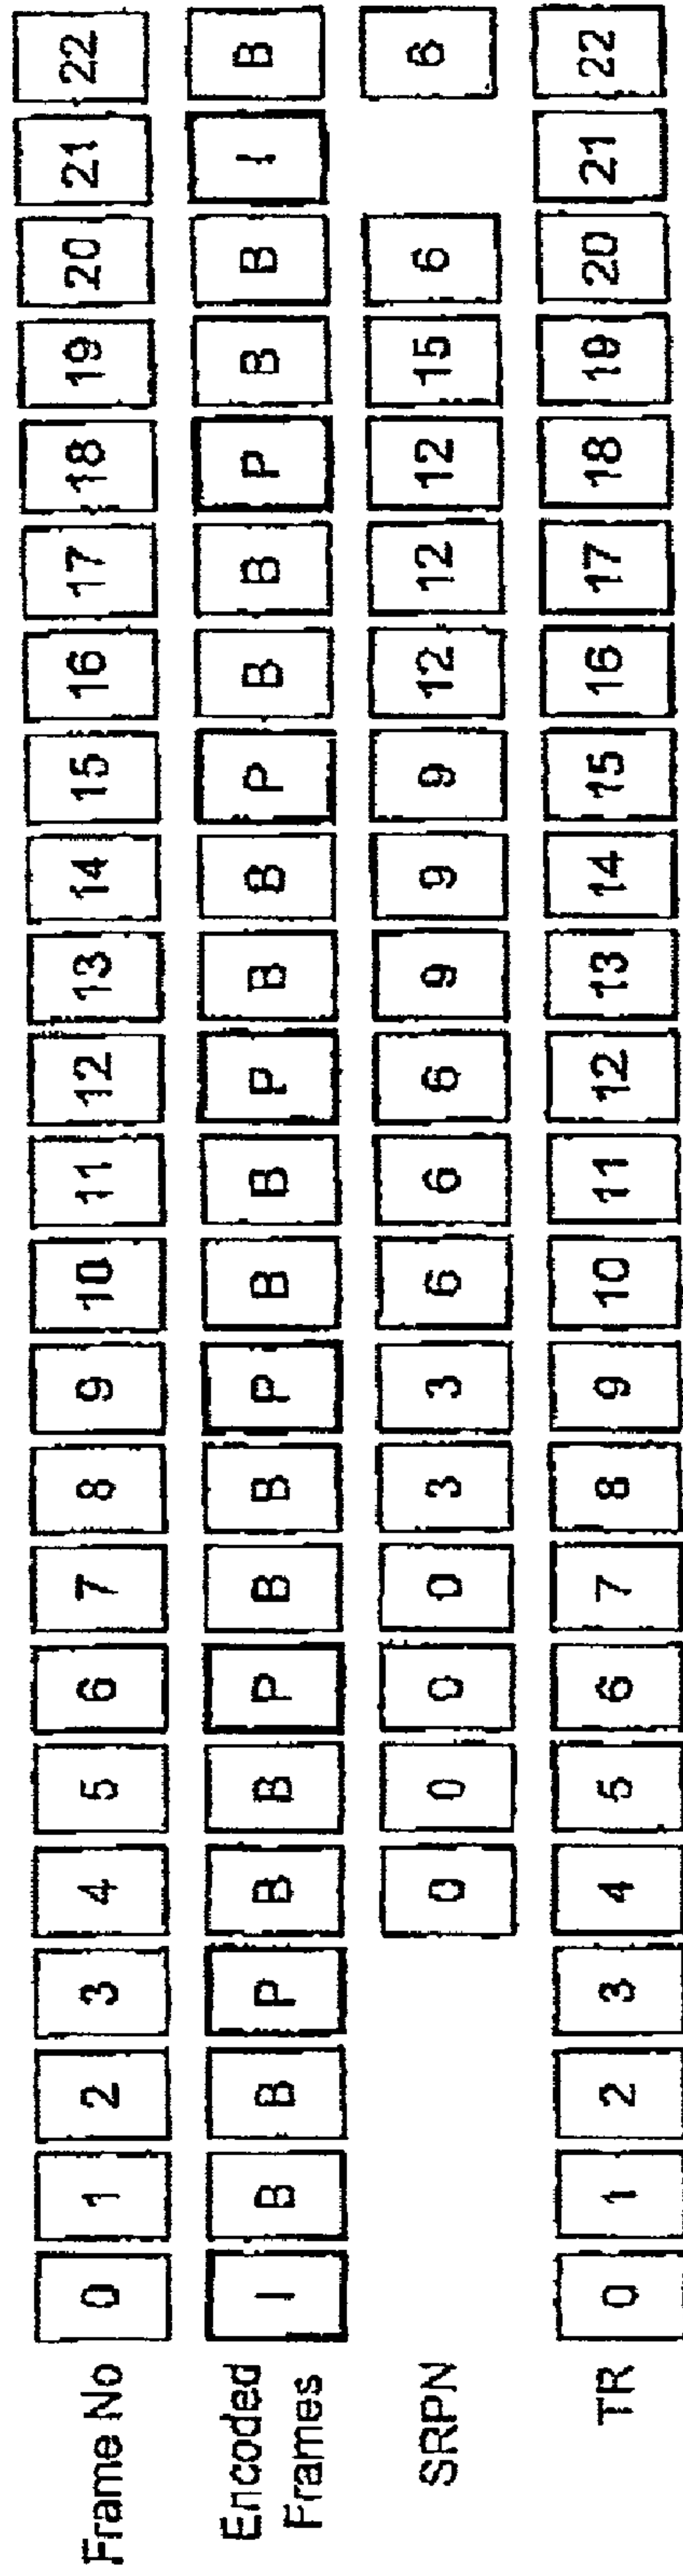 Frame No 0 1 2 3 4 5 6 7 8 9 10 11 12 13 14 15 16 17 18 19 20 21 22
Encoded I B B P B B P B B P B B P B B P B B P B B I B
Frames
SRPN 0 0 0 0 3 3 6 6 6 9 9 9 12 12 12 15 6 6
TR 0 1 2 3 4 5 6 7 8 9 10 11 12 13 14 15 16 17 18 19 20 21 22